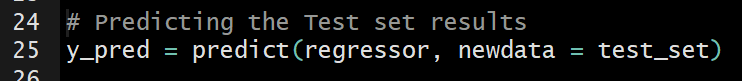 24 # Predicting the Test set results
25 y_pred = predict(regressor, newdata = test_set)
26